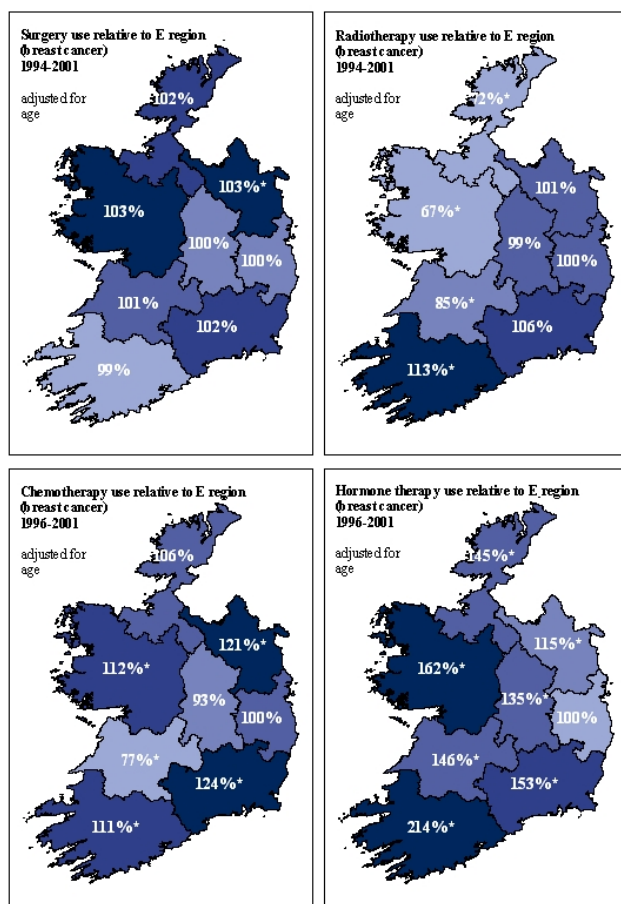 Surgery use relative to E region
(breast cancer)
1994-2001
adjusted for
age
102%
103%*
103%
100%
100%
101%
102%
99%
Radiotherapy use relative to E region
(breast cancer)
1994-2001
adjusted for
age
72%*
101%
67%*
99%
100%
85%*
106%
113%*
Chemotherapy use relative to E region
(breast cancer)
1996-2001
adjusted for
age
106%
121%*
112%*
93%
100%
77%*
124%*
111%*
Hormone therapy use relative to E region
(breast cancer)
1996-2001
adjusted for
age
145%*
115%*
162%*
135%*
100%
146%*
153%*
214%*